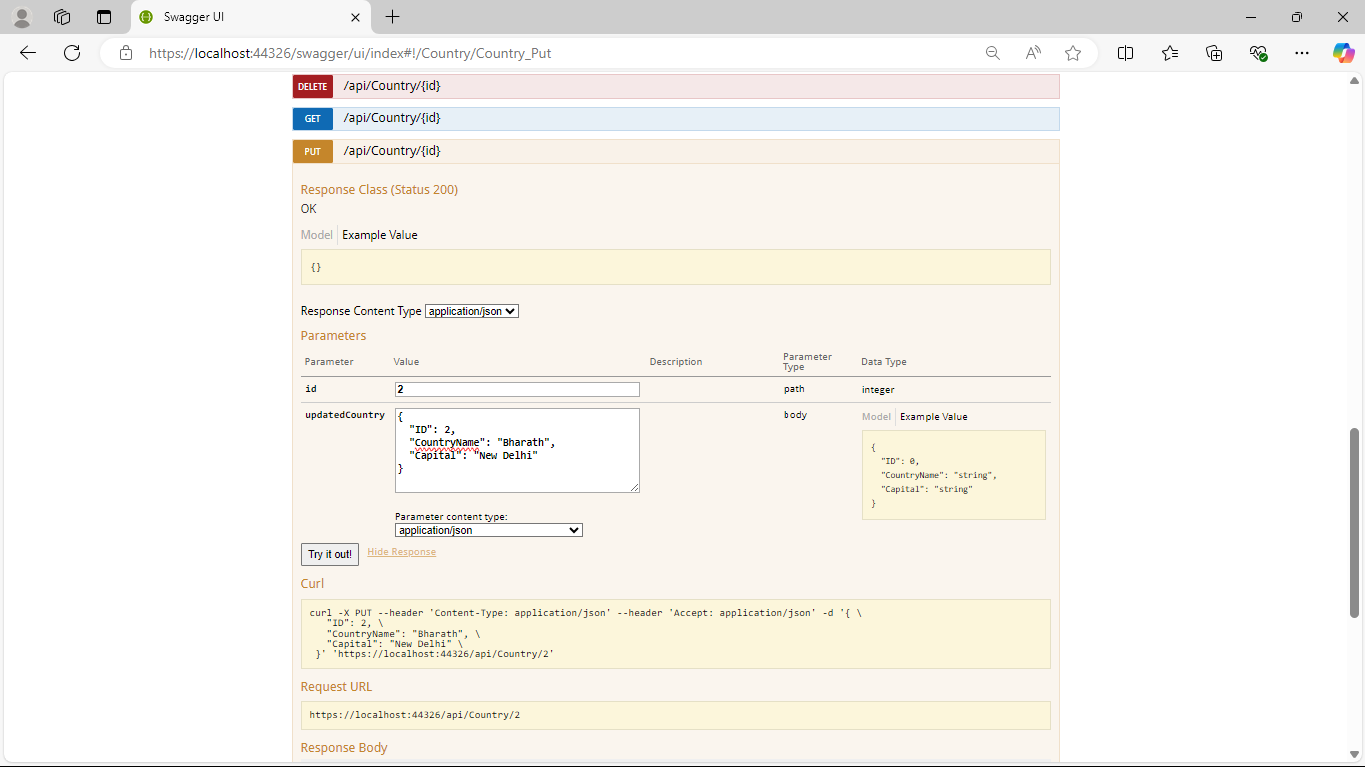 Swagger UI
https://localhost:44326/swagger/ui/index#!/Country/Country_Put
DELETE /api/Country/{id}
GET /api/Country/{id}
PUT /api/Country/{id}
Response Class (Status 200)
OK
Model Example Value
{}
Response Content Type application/json
Parameters
Parameter Value Description Parameter Type Data Type
id 2 path integer
updatedCountry
{
"ID": 2,
"CountryName": "Bharath",
"Capital": "New Delhi"
}
body
Model Example Value
{
"ID": 0,
"CountryName": "string",
"Capital": "string"
}
Parameter content type:
application/json
Try it out! Hide Response
Curl
curl -X PUT --header 'Content-Type: application/json' --header 'Accept: application/json' -d '{ \
"ID": 2, \
"CountryName": "Bharath", \
"Capital": "New Delhi" \
}' 'https://localhost:44326/api/Country/2'
Request URL
https://localhost:44326/api/Country/2
Response Body